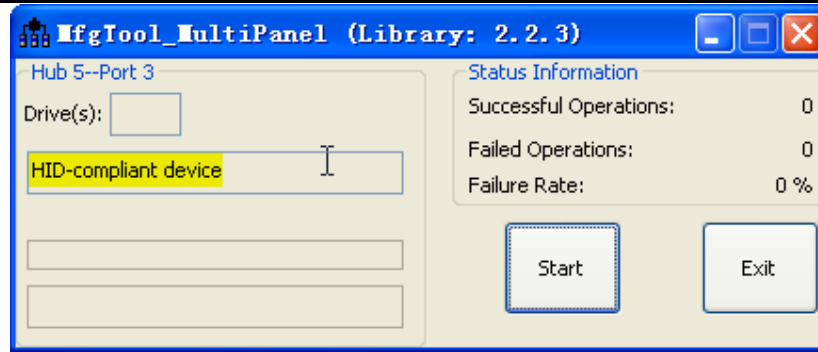 MfgTool_MultiPanel (Library: 2.2.3)
Hub 5--Port 3
Drive(s):
HID-compliant device
Status Information
Successful Operations: 0
Failed Operations: 0
Failure Rate: 0 %
Start
Exit